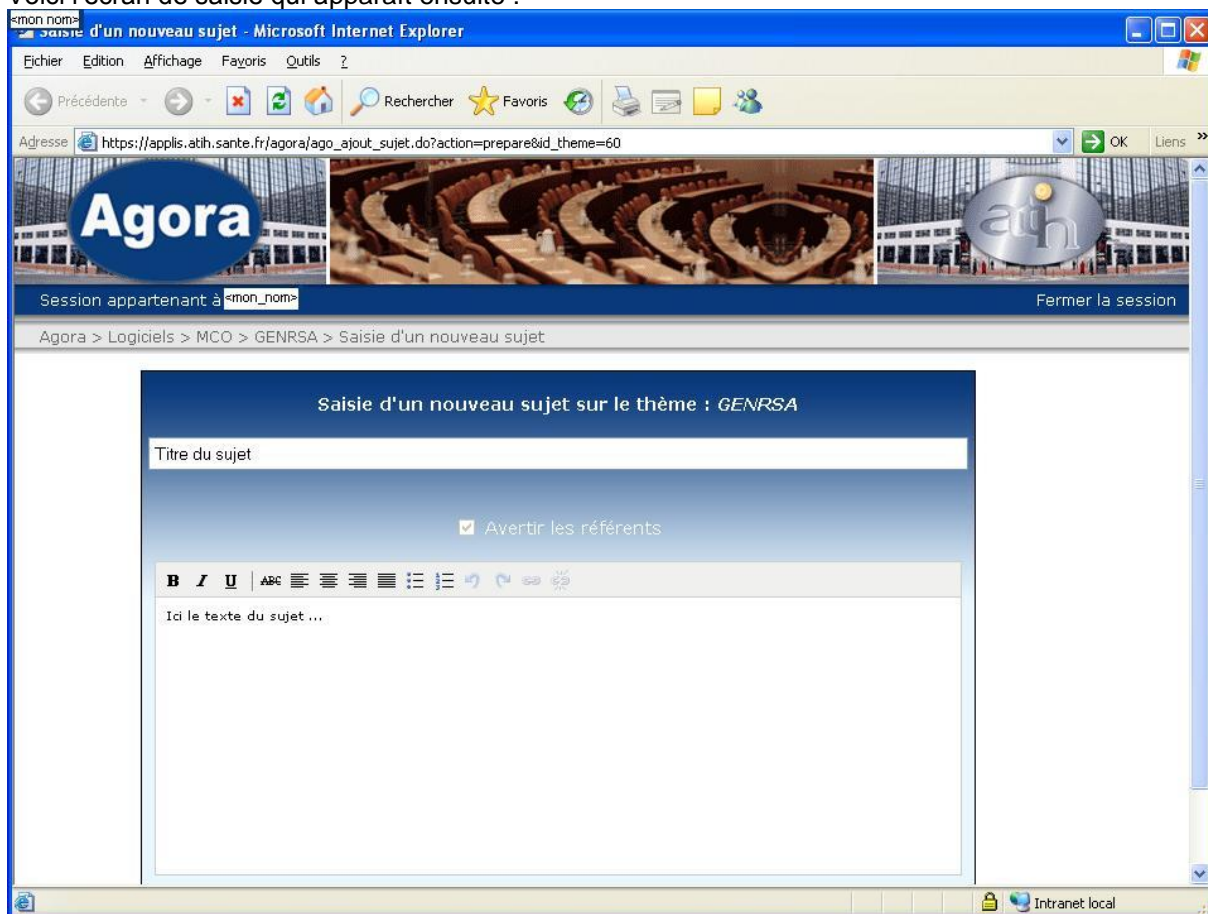 Voici l'écran de saisie qui apparaît ensuite :
<mon nom>
Saisie d'un nouveau sujet - Microsoft Internet Explorer
Fichier Edition Affichage Favoris Outils ?
Précédente Rechercher Favoris
Adresse https://applis.atih.sante.fr/agora/ago_ajout_sujet.do?action=prepare&id_theme=60 OK Liens »
Agora atih
Session appartenant à <mon_nom> Fermer la session
Agora > Logiciels > MCO > GENRSA > Saisie d'un nouveau sujet
Saisie d'un nouveau sujet sur le thème : GENRSA
Titre du sujet
Avertir les référents
B I U ABC
Ici le texte du sujet ...
Intranet local